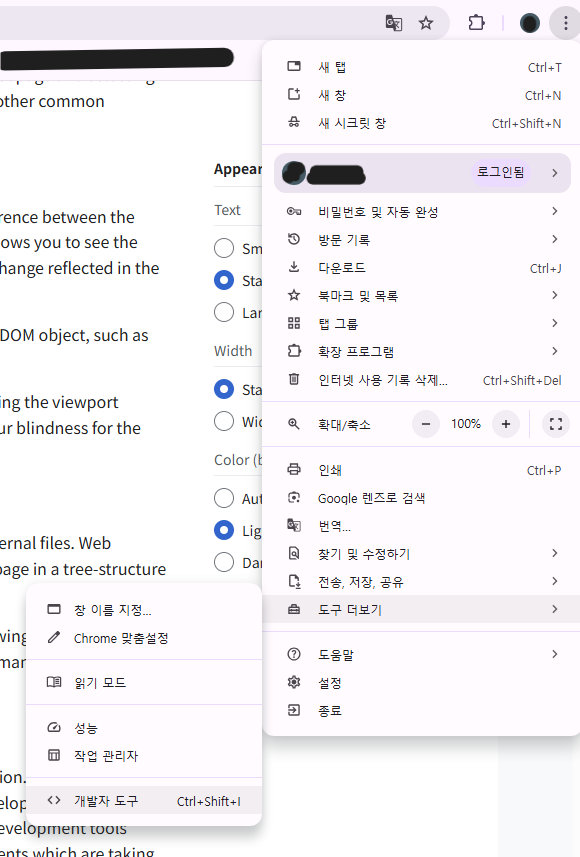 other common
rence between the
lows you to see the
hange reflected in the
DOM object, such as
ing the viewport
ur blindness for the
ernal files. Web
page in a tree-structure
wing
man
ion.
elop
evelopment tools
ents which are taking
Appear
Text
Sm
Sta
Lar
Width
Sta
Wid
Color (b
Aut
Lig
Dar
새 탭 Ctrl+T
새 창 Ctrl+N
새 시크릿 창 Ctrl+Shift+N
로그인됨
비밀번호 및 자동 완성
방문 기록
다운로드 Ctrl+J
북마크 및 목록
탭 그룹
확장 프로그램
인터넷 사용 기록 삭제... Ctrl+Shift+Del
확대/축소 − 100% +
인쇄 Ctrl+P
Google 렌즈로 검색
번역...
찾기 및 수정하기
전송, 저장, 공유
도구 더보기
도움말
설정
종료
창 이름 지정...
Chrome 맞춤설정
읽기 모드
성능
작업 관리자
개발자 도구 Ctrl+Shift+I